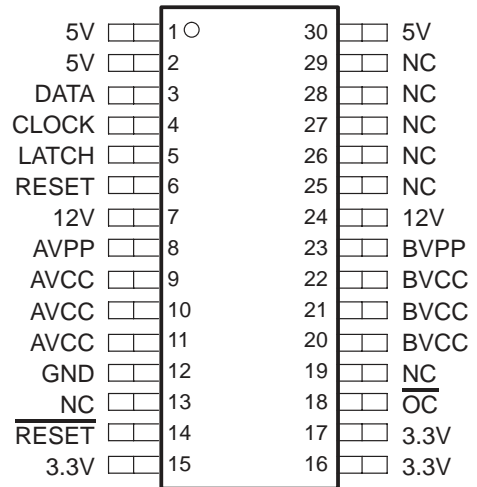 5V 1 30 5V
5V 2 29 NC
DATA 3 28 NC
CLOCK 4 27 NC
LATCH 5 26 NC
RESET 6 25 NC
12V 7 24 12V
AVPP 8 23 BVPP
AVCC 9 22 BVCC
AVCC 10 21 BVCC
AVCC 11 20 BVCC
GND 12 19 NC
NC 13 18 O̅C̅
R̅E̅S̅E̅T̅ 14 17 3.3V
3.3V 15 16 3.3V